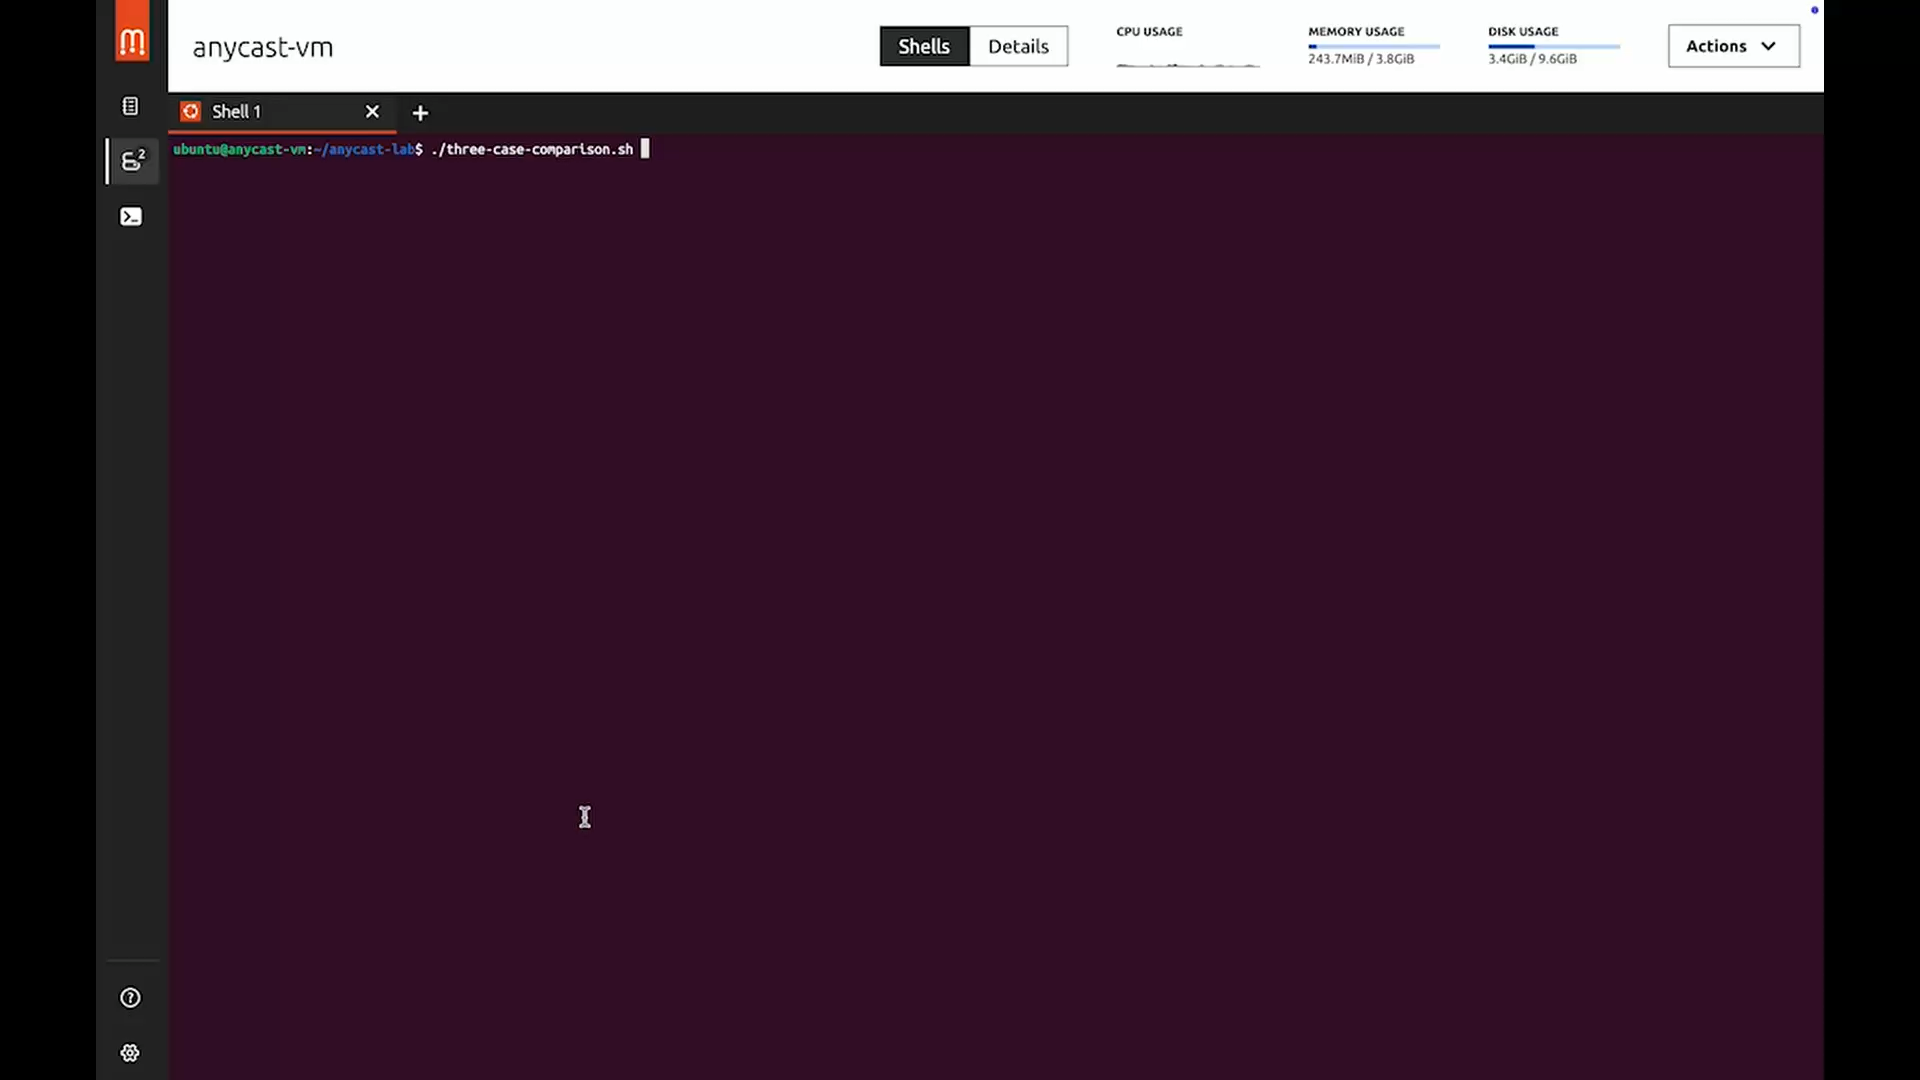 anycast-vm
Shells
Details
CPU USAGE
MEMORY USAGE
243.7MiB / 3.8GiB
DISK USAGE
3.4GiB / 9.6GiB
Actions
Shell 1
2
ubuntu@anycast-vm:~/anycast-lab$ ./three-case-comparison.sh